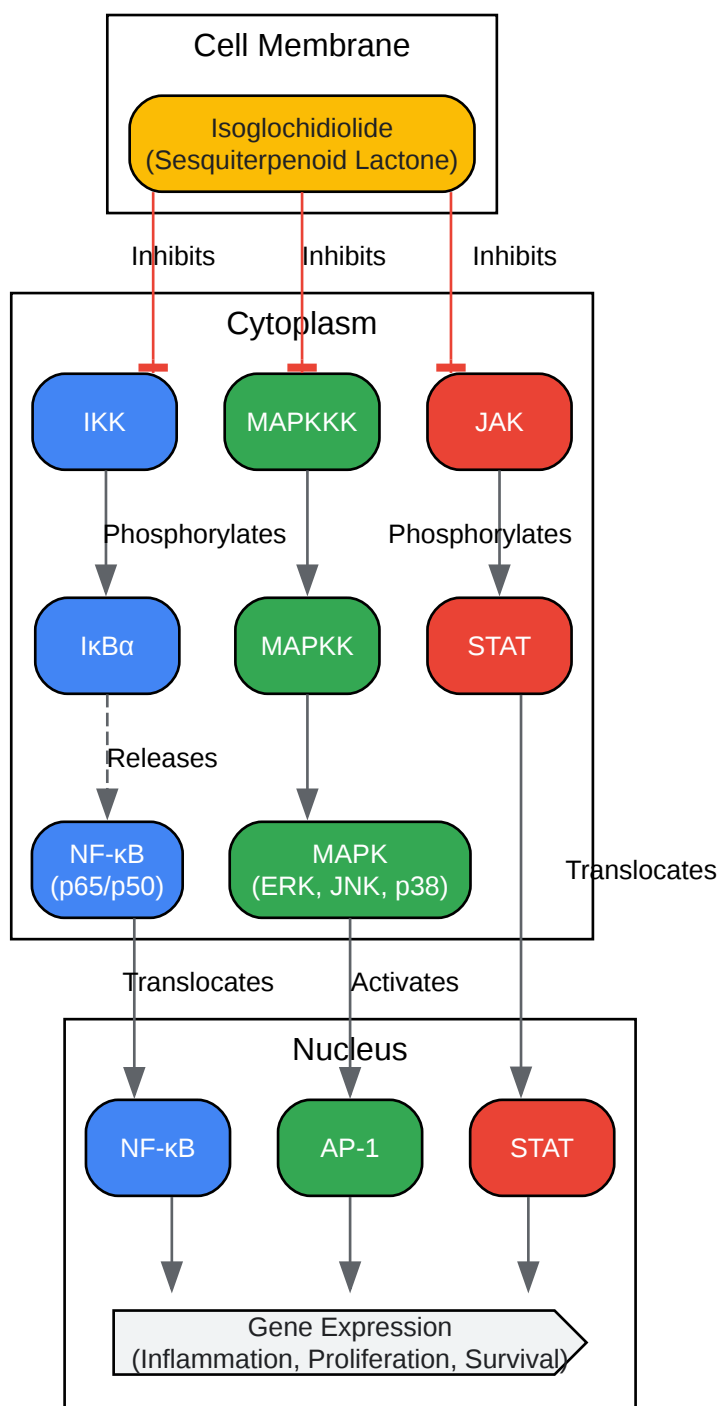 Cell Membrane
Isoglochidiolide
(Sesquiterpenoid Lactone)
Inhibits
Inhibits
Inhibits
Cytoplasm
IKK
MAPKKK
JAK
Phosphorylates
Phosphorylates
IκBα
MAPKK
STAT
Releases
NF-κB
(p65/p50)
MAPK
(ERK, JNK, p38)
Translocates
Translocates
Activates
Nucleus
NF-κB
AP-1
STAT
Gene Expression
(Inflammation, Proliferation, Survival)